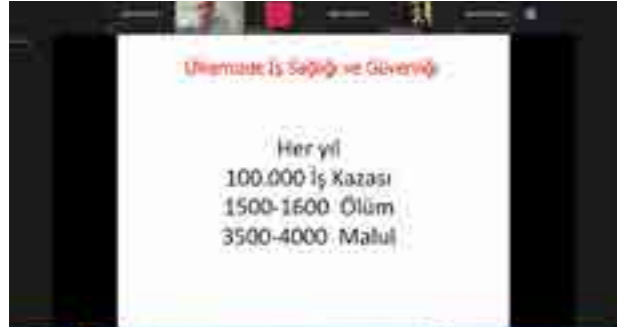 Ülkemizde İş Sağlığı ve Güvenliği
Her yıl
100.000 İş Kazası
1500-1600 Ölüm
3500-4000 Malul